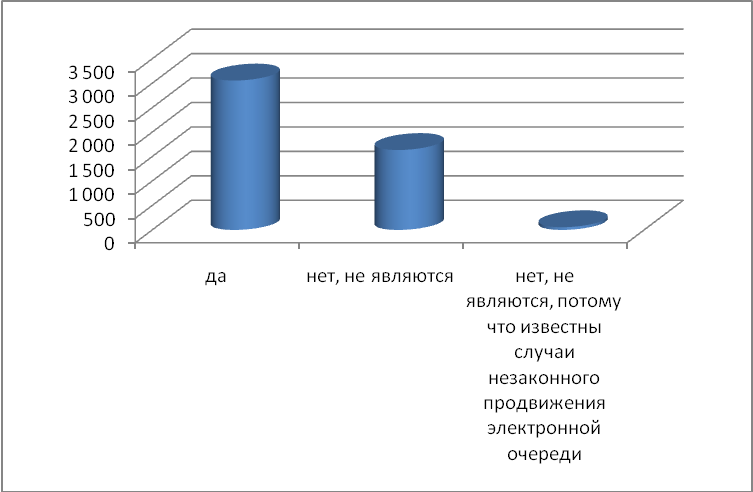 3 500
3 000
2 500
2 000
1 500
1 000
500
0
да
нет, не являются
нет, не
являются, потому
что известны
случаи
незаконного
продвижения
электронной
очереди